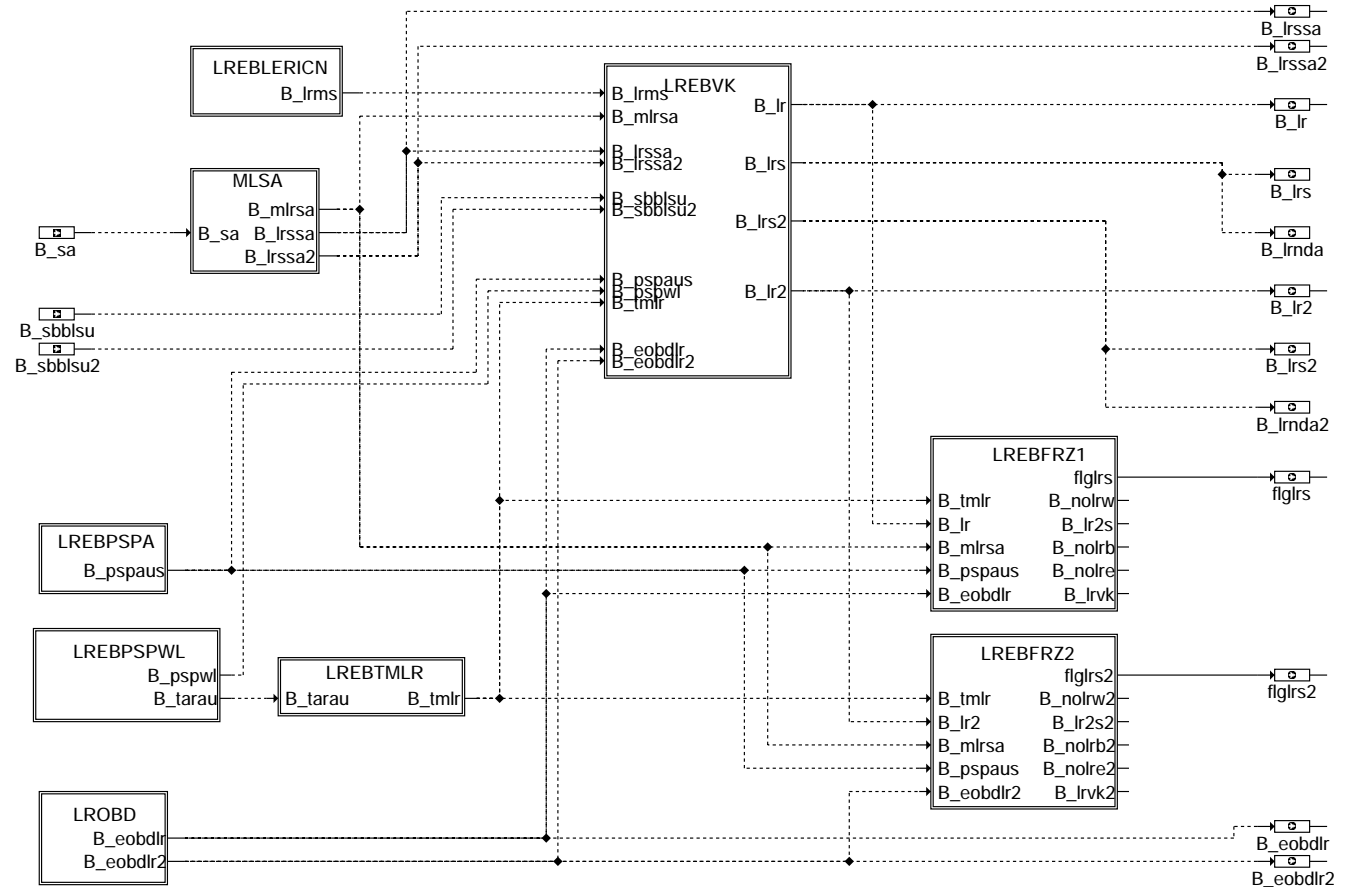 B_lrssa
B_lrssa2
LREBLERICN
B_lrms
LREBVK
B_lrms
B_mlrsa
B_lrssa
B_lrssa2
B_sbblsu
B_sbblsu2
B_pspaus
B_pspwl
B_tmlr
B_eobdlr
B_eobdlr2
B_lr
B_lrs
B_lrs2
B_lr2
B_lr
B_lrs
B_lrnda
B_lr2
B_lrs2
B_lrnda2
MLSA
B_mlrsa
B_sa B_lrssa
B_lrssa2
B_sa
B_sbblsu
B_sbblsu2
LREBFRZ1
flglrs
B_tmlr B_nolrw
B_lr B_lr2s
B_mlrsa B_nolrb
B_pspaus B_nolre
B_eobdlr B_lrvk
flglrs
LREBPSPA
B_pspaus
LREBPSPWL
B_pspwl
B_tarau
LREBTMLR
B_tarau B_tmlr
LREBFRZ2
flglrs2
B_tmlr B_nolrw2
B_lr2 B_lr2s2
B_mlrsa B_nolrb2
B_pspaus B_nolre2
B_eobdlr2 B_lrvk2
flglrs2
LROBD
B_eobdlr
B_eobdlr2
B_eobdlr
B_eobdlr2